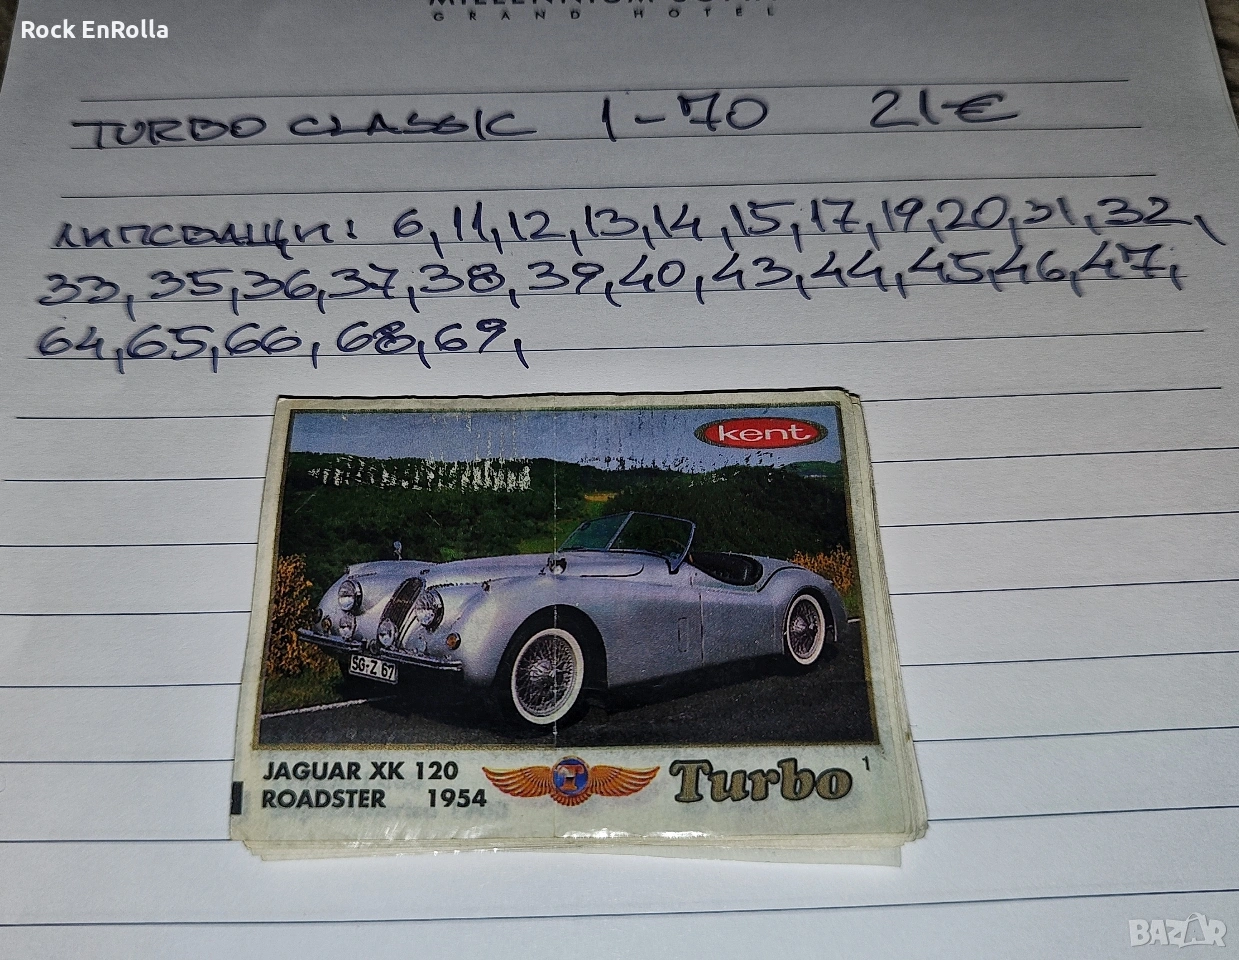 Rock EnRolla
GRAND HOTEL
TURBO CLASSIC 1-70 21€
ЛИПСВАЩИ: 6,11,12,13,14,15,17,19,20,31,32,
33,35,36,37,38,39,40,43,44,45,46,47,
64,65,66,68,69,
kent
SG-Z 67
JAGUAR XK 120
ROADSTER 1954
T
Turbo 1
BAZAR